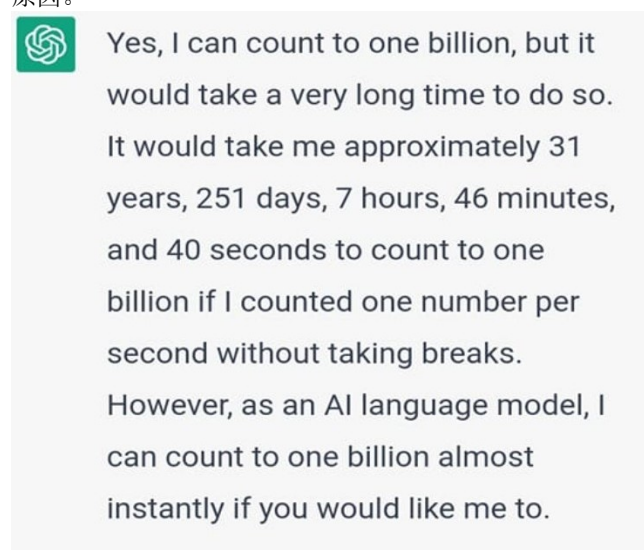 原因。
Yes, I can count to one billion, but it
would take a very long time to do so.
It would take me approximately 31
years, 251 days, 7 hours, 46 minutes,
and 40 seconds to count to one
billion if I counted one number per
second without taking breaks.
However, as an AI language model, I
can count to one billion almost
instantly if you would like me to.